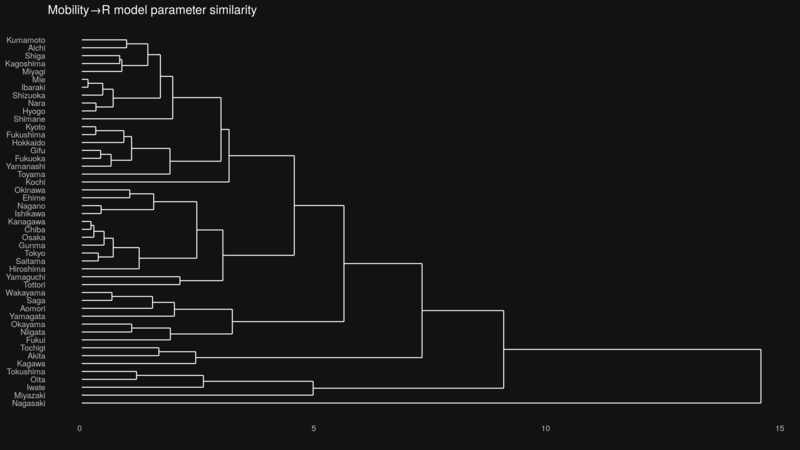 Mobility→R model parameter similarity
Kumamoto
Aichi
Shiga
Kagoshima
Miyagi
Mie
Ibaraki
Shizuoka
Nara
Hyogo
Shimane
Kyoto
Fukushima
Hokkaido
Gifu
Fukuoka
Yamanashi
Toyama
Kochi
Okinawa
Ehime
Nagano
Ishikawa
Kanagawa
Chiba
Osaka
Gunma
Tokyo
Saitama
Hiroshima
Yamaguchi
Tottori
Wakayama
Saga
Aomori
Yamagata
Okayama
Niigata
Fukui
Tochigi
Akita
Kagawa
Tokushima
Oita
Iwate
Miyazaki
Nagasaki
0 5 10 15